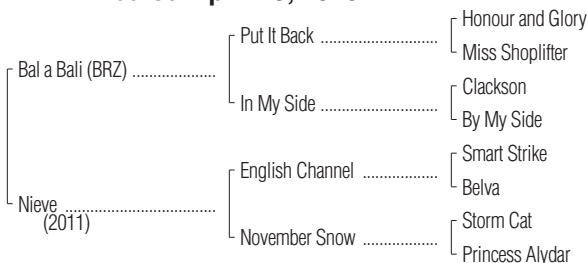 Honour and Glory
Put It Back ............................
Miss Shoplifter
Bal a Bali (BRZ) ....................
Clackson
In My Side ............................
By My Side
Smart Strike
English Channel ..................
Belva
Nieve ....................................
(2011)
Storm Cat
November Snow ..................
Princess Alydar